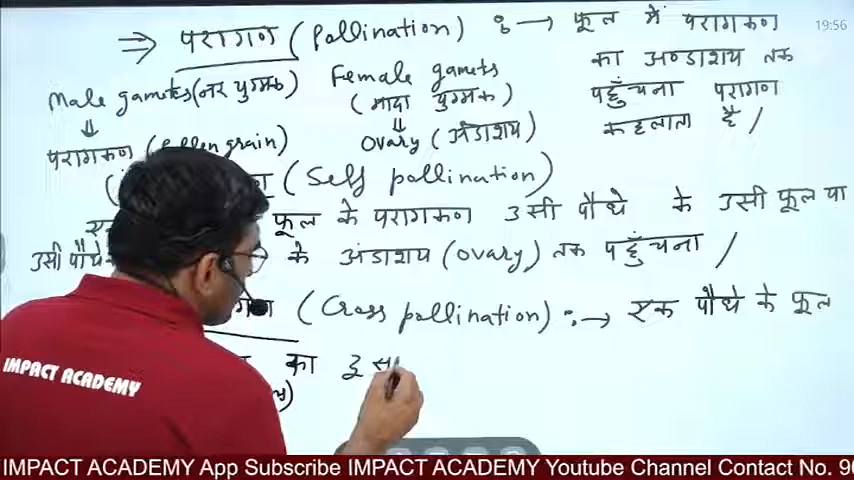 19:56
⇒ परागण (Pollination) :→ फूल में परागकण
का अण्डाशय तक
पहुँचना परागण
कहलाता है /
Male gametes (नर युग्मक)
Female gamets
(मादा युग्मक)
⇓
⇓
परागकण (Pollen grain)
Ovary (अंडाशय)
(Self pollination)
फूल के परागकण उसी पौधे के उसी फूल या
उसी पौधे के अंडाशय (ovary) तक पहुँचना /
(Cross pollination) :→ एक पौधे के फूल
का
IMPACT ACADEMY
IMPACT ACADEMY App Subscribe IMPACT ACADEMY Youtube Channel Contact No.